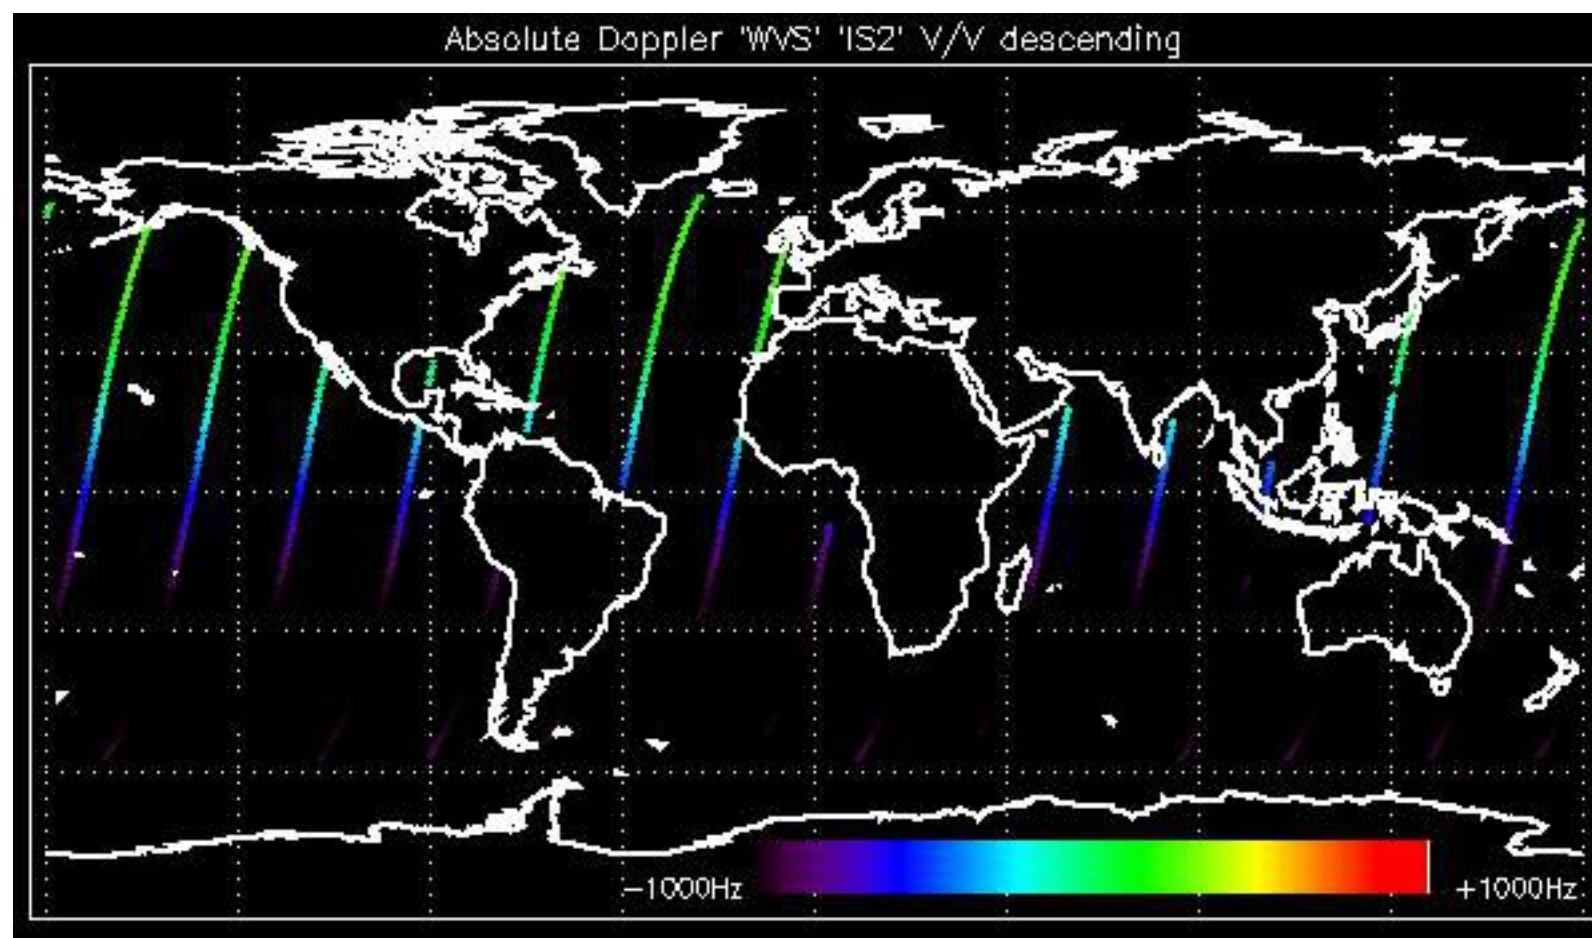 Absolute Doppler 'WVS' 'IS2' V/V descending
−1000Hz
+1000Hz